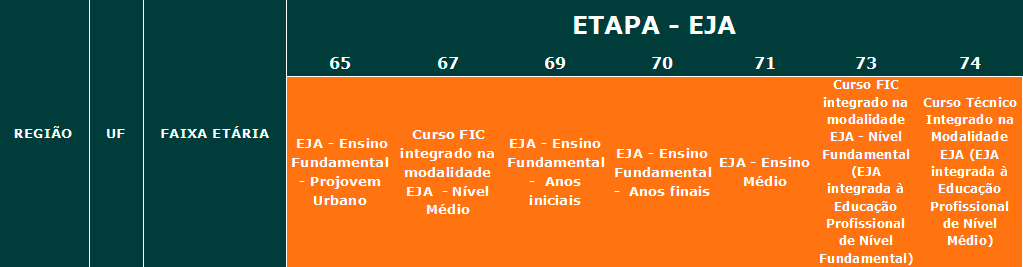 ETAPA – EJA
65 67 69 70 71 73 74
REGIÃO
UF
FAIXA ETÁRIA
EJA - Ensino
Fundamental
- Projovem
Urbano
Curso FIC
integrado na
modalidade
EJA - Nível
Médio
EJA - Ensino
Fundamental
- Anos
iniciais
EJA - Ensino
Fundamental
- Anos finais
EJA - Ensino
Médio
Curso FIC
integrado na
modalidade
EJA - Nível
Fundamental
(EJA
integrada à
Educação
Profissional
de Nível
Fundamental)
Curso Técnico
Integrado na
Modalidade
EJA (EJA
integrada à
Educação
Profissional
de Nível
Médio)